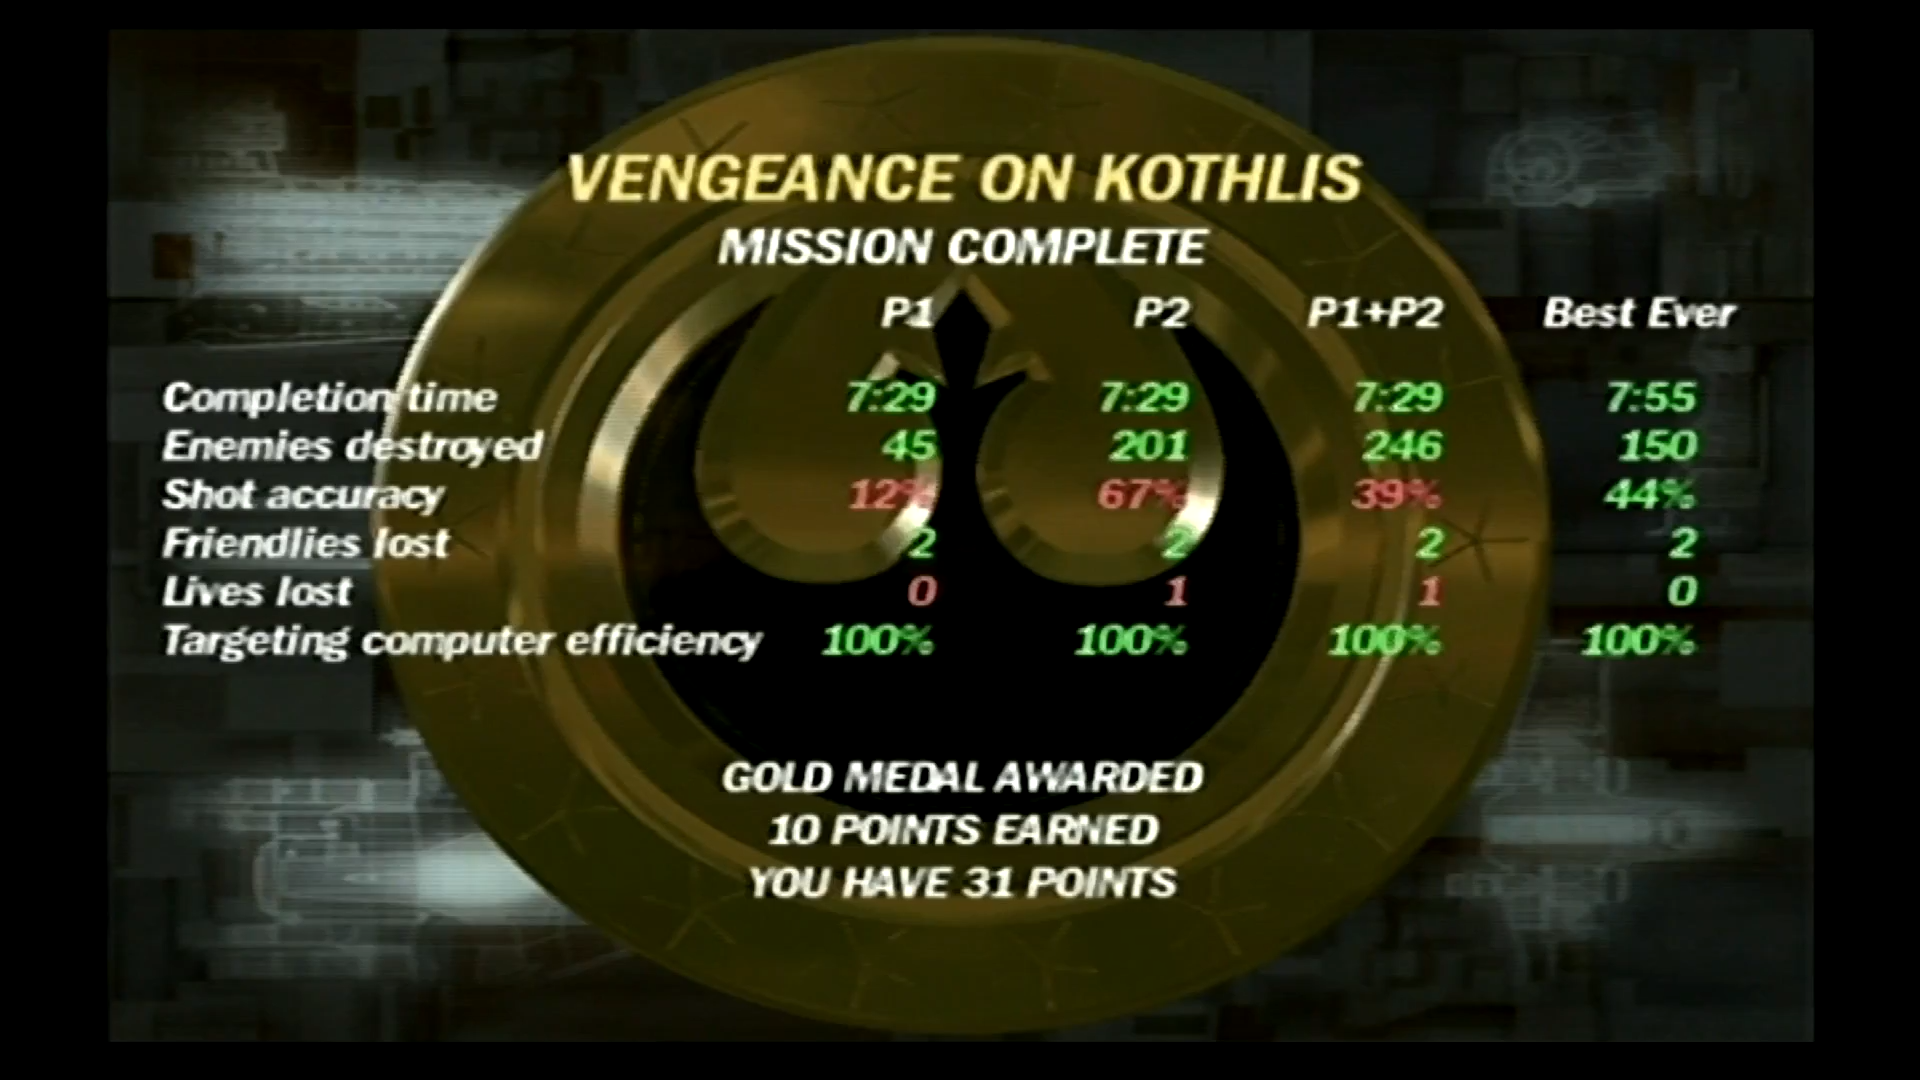 VENGEANCE ON KOTHLIS
MISSION COMPLETE
P1 P2 P1+P2 Best Ever
Completion time 7:29 7:29 7:29 7:55
Enemies destroyed 45 201 246 150
Shot accuracy 12% 67% 39% 44%
Friendlies lost 2 2 2 2
Lives lost 0 1 1 0
Targeting computer efficiency 100% 100% 100% 100%
GOLD MEDAL AWARDED
10 POINTS EARNED
YOU HAVE 31 POINTS